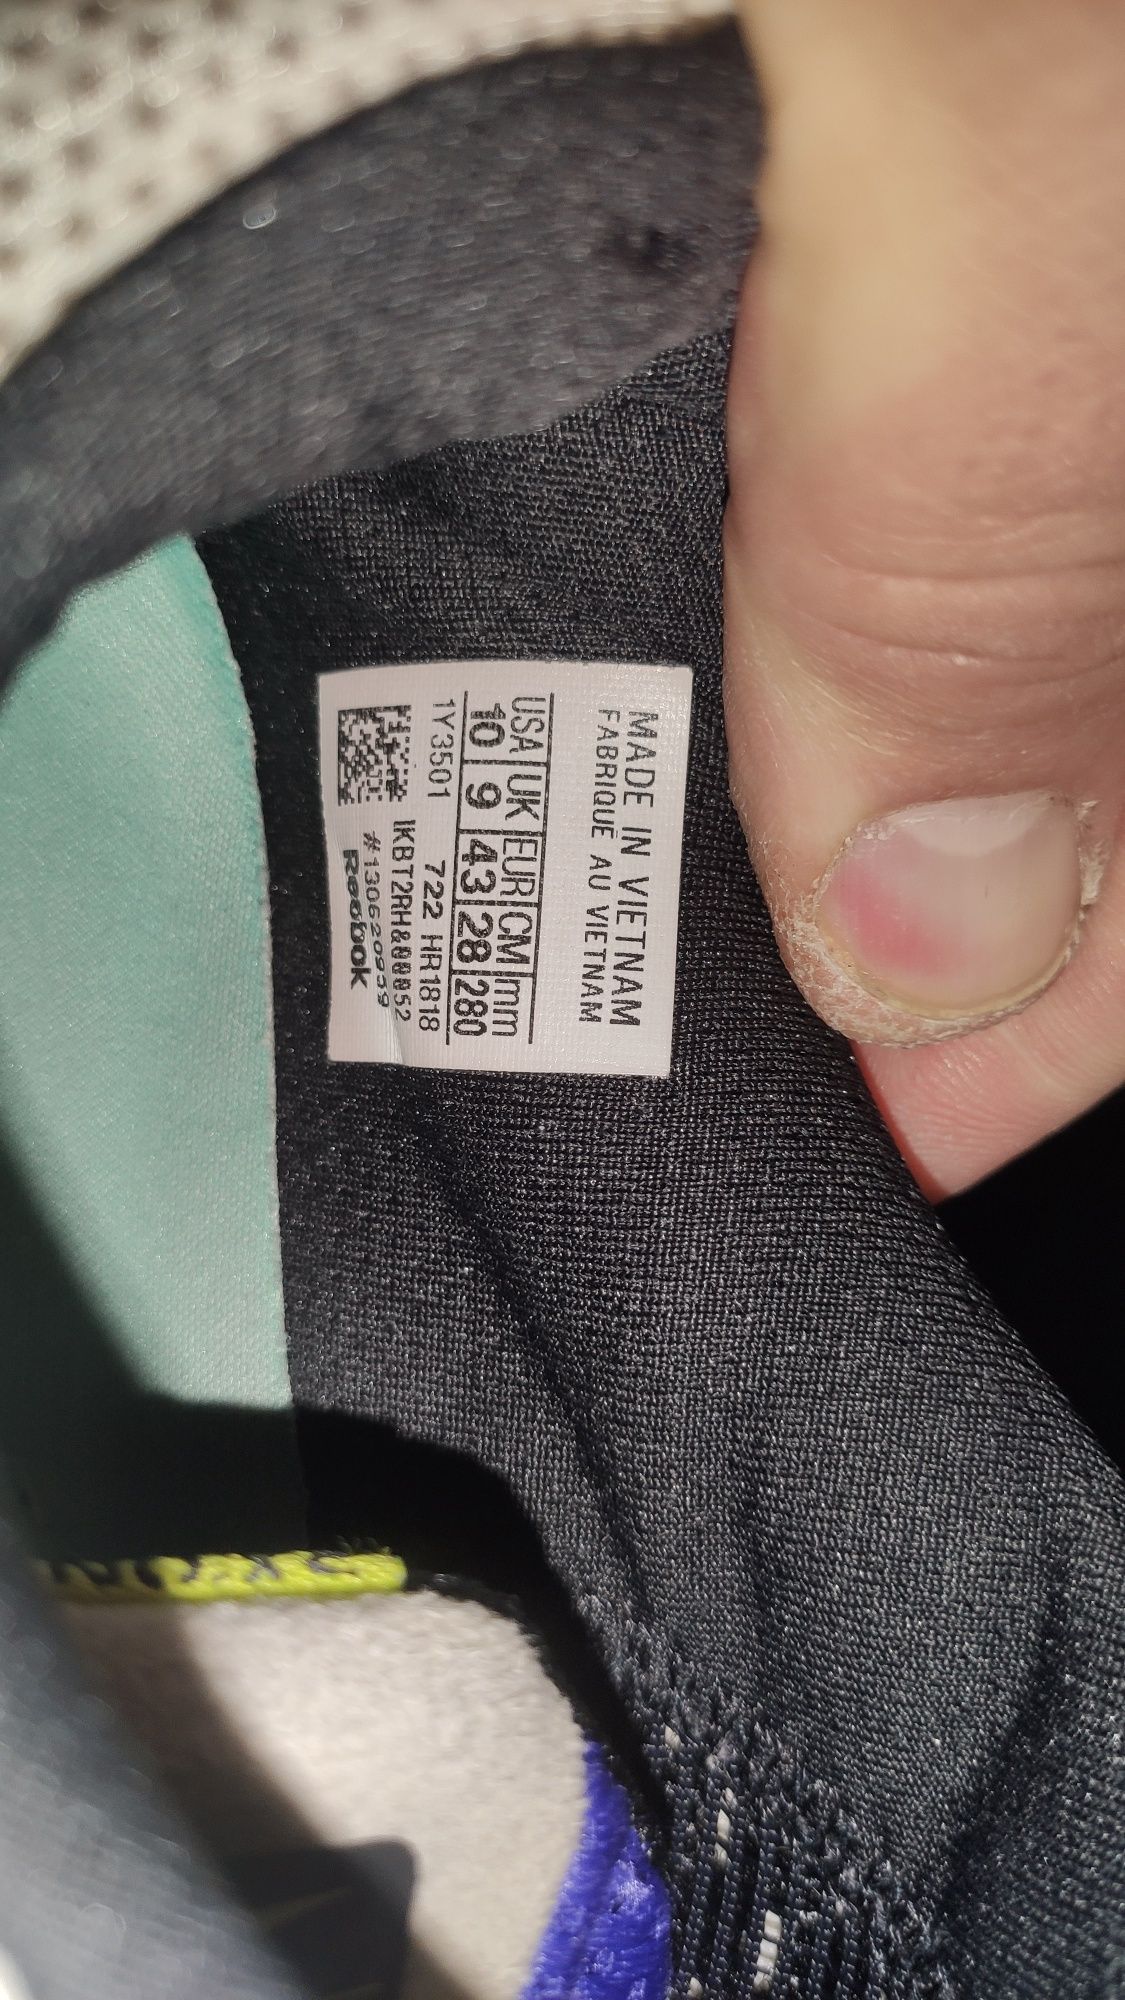 MADE IN VIETNAM
FABRIQUÉ AU VIETNAM
USA UK EUR CM mm
10 9 43 28 280
1Y3501 722 HR1818
IKBT2RH&00052
#130620959
Reebok